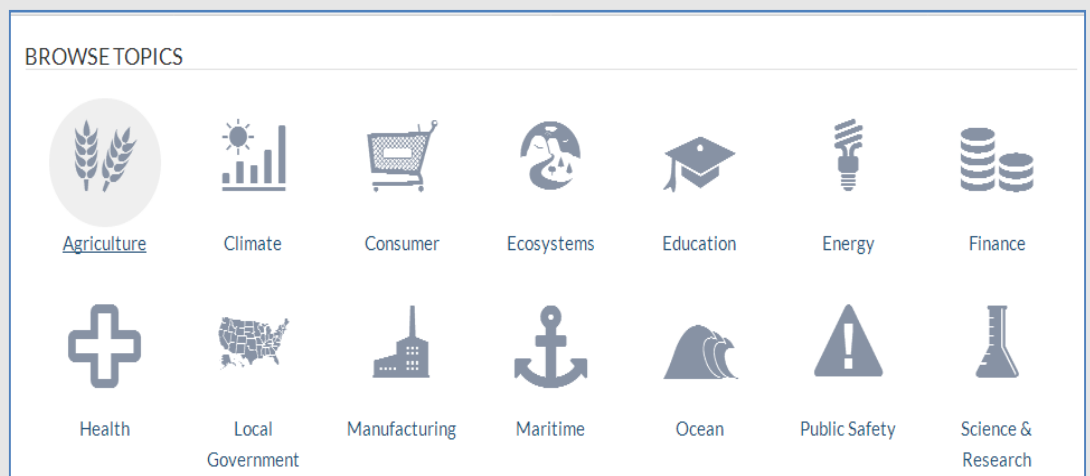 BROWSE TOPICS
Agriculture Climate Consumer Ecosystems Education Energy Finance
Health Local Government Manufacturing Maritime Ocean Public Safety Science & Research